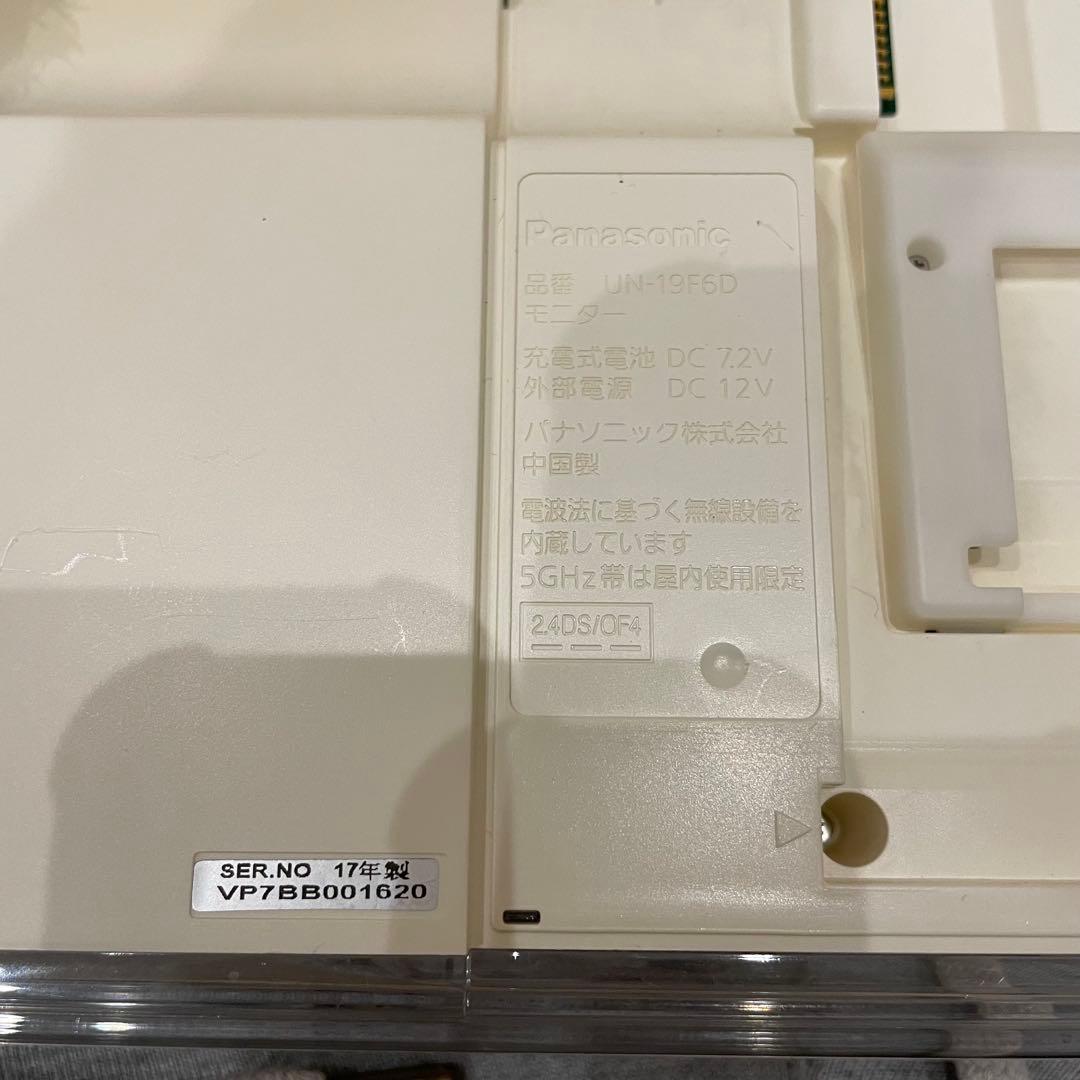 Panasonic
品番 UN-19F6D
モニター
充電式電池 DC 7.2V
外部電源 DC 12V
パナソニック株式会社
中国製
電波法に基づく無線設備を
内蔵しています
5GHz帯は屋内使用限定
2.4DS/OF4
SER.NO 17年製
VP7BB001620